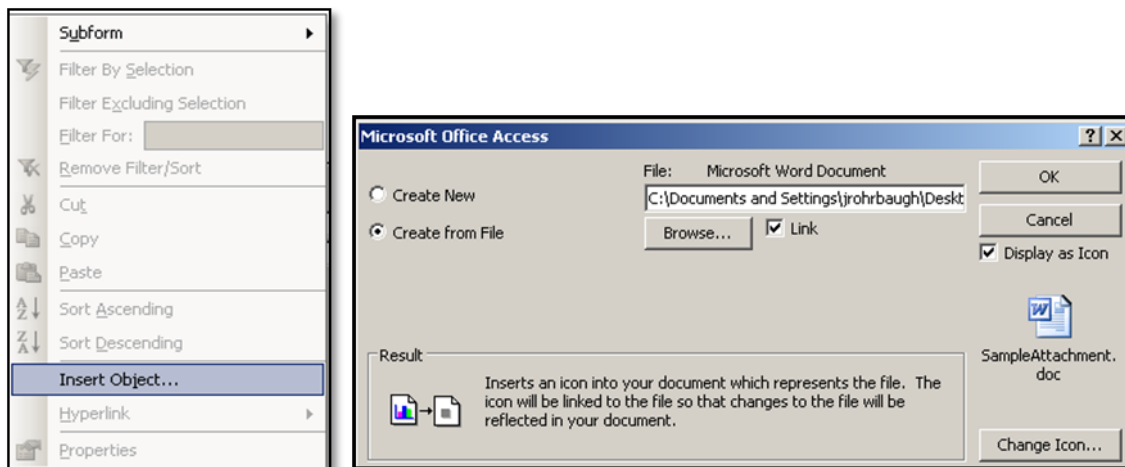 Subform
Filter By Selection
Filter Excluding Selection
Filter For:
Remove Filter/Sort
Cut
Copy
Paste
Sort Ascending
Sort Descending
Insert Object...
Hyperlink
Properties
Microsoft Office Access
File: Microsoft Word Document
Create New
C:\Documents and Settings\jrohrbaugh\Deskt
Create from File
Browse...
Link
OK
Cancel
Display as Icon
SampleAttachment.
doc
Result
Inserts an icon into your document which represents the file. The
icon will be linked to the file so that changes to the file will be
reflected in your document.
Change Icon...